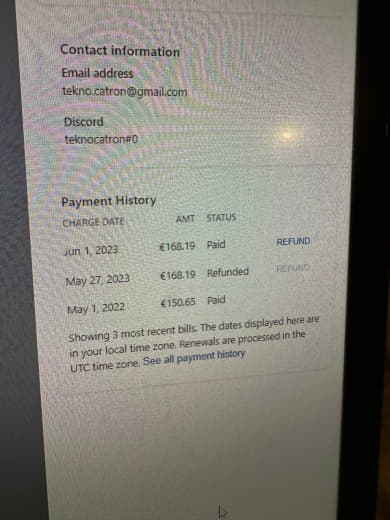 Contact information
Email address
tekno.catron@gmail.com
Discord
teknocatron#0
Payment History
CHARGE DATE AMT STATUS
Jun 1, 2023 €168.19 Paid REFUND
May 27, 2023 €168.19 Refunded REFUND
May 1, 2022 €150.65 Paid
Showing 3 most recent bills. The dates displayed here are
in your local time zone. Renewals are processed in the
UTC time zone. See all payment history